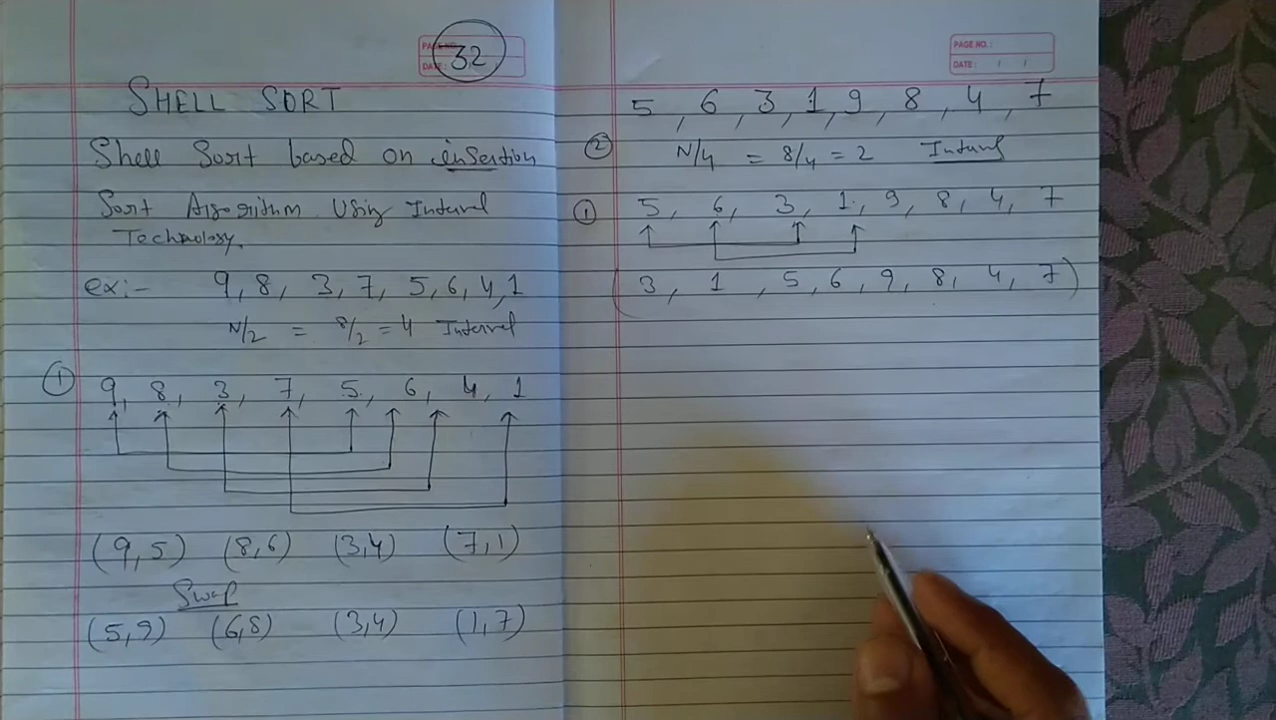 PAGE NO.
DATE:
32
SHELL SORT
Shell Sort based on insertion
Sort Algorithm Using Interval
Technology.
ex:- 9, 8, 3, 7, 5, 6, 4, 1
N/2 = 8/2 = 4 Interval
① 9, 8, 3, 7, 5, 6, 4, 1
(9,5) (8,6) (3,4) (7,1)
Swap
(5,9) (6,8) (3,4) (1,7)
PAGE NO.:
DATE: / /
5, 6, 3, 1, 9, 8, 4, 7
② N/4 = 8/4 = 2 Interval
① 5, 6, 3, 1, 9, 8, 4, 7
(3, 1, 5, 6, 9, 8, 4, 7)